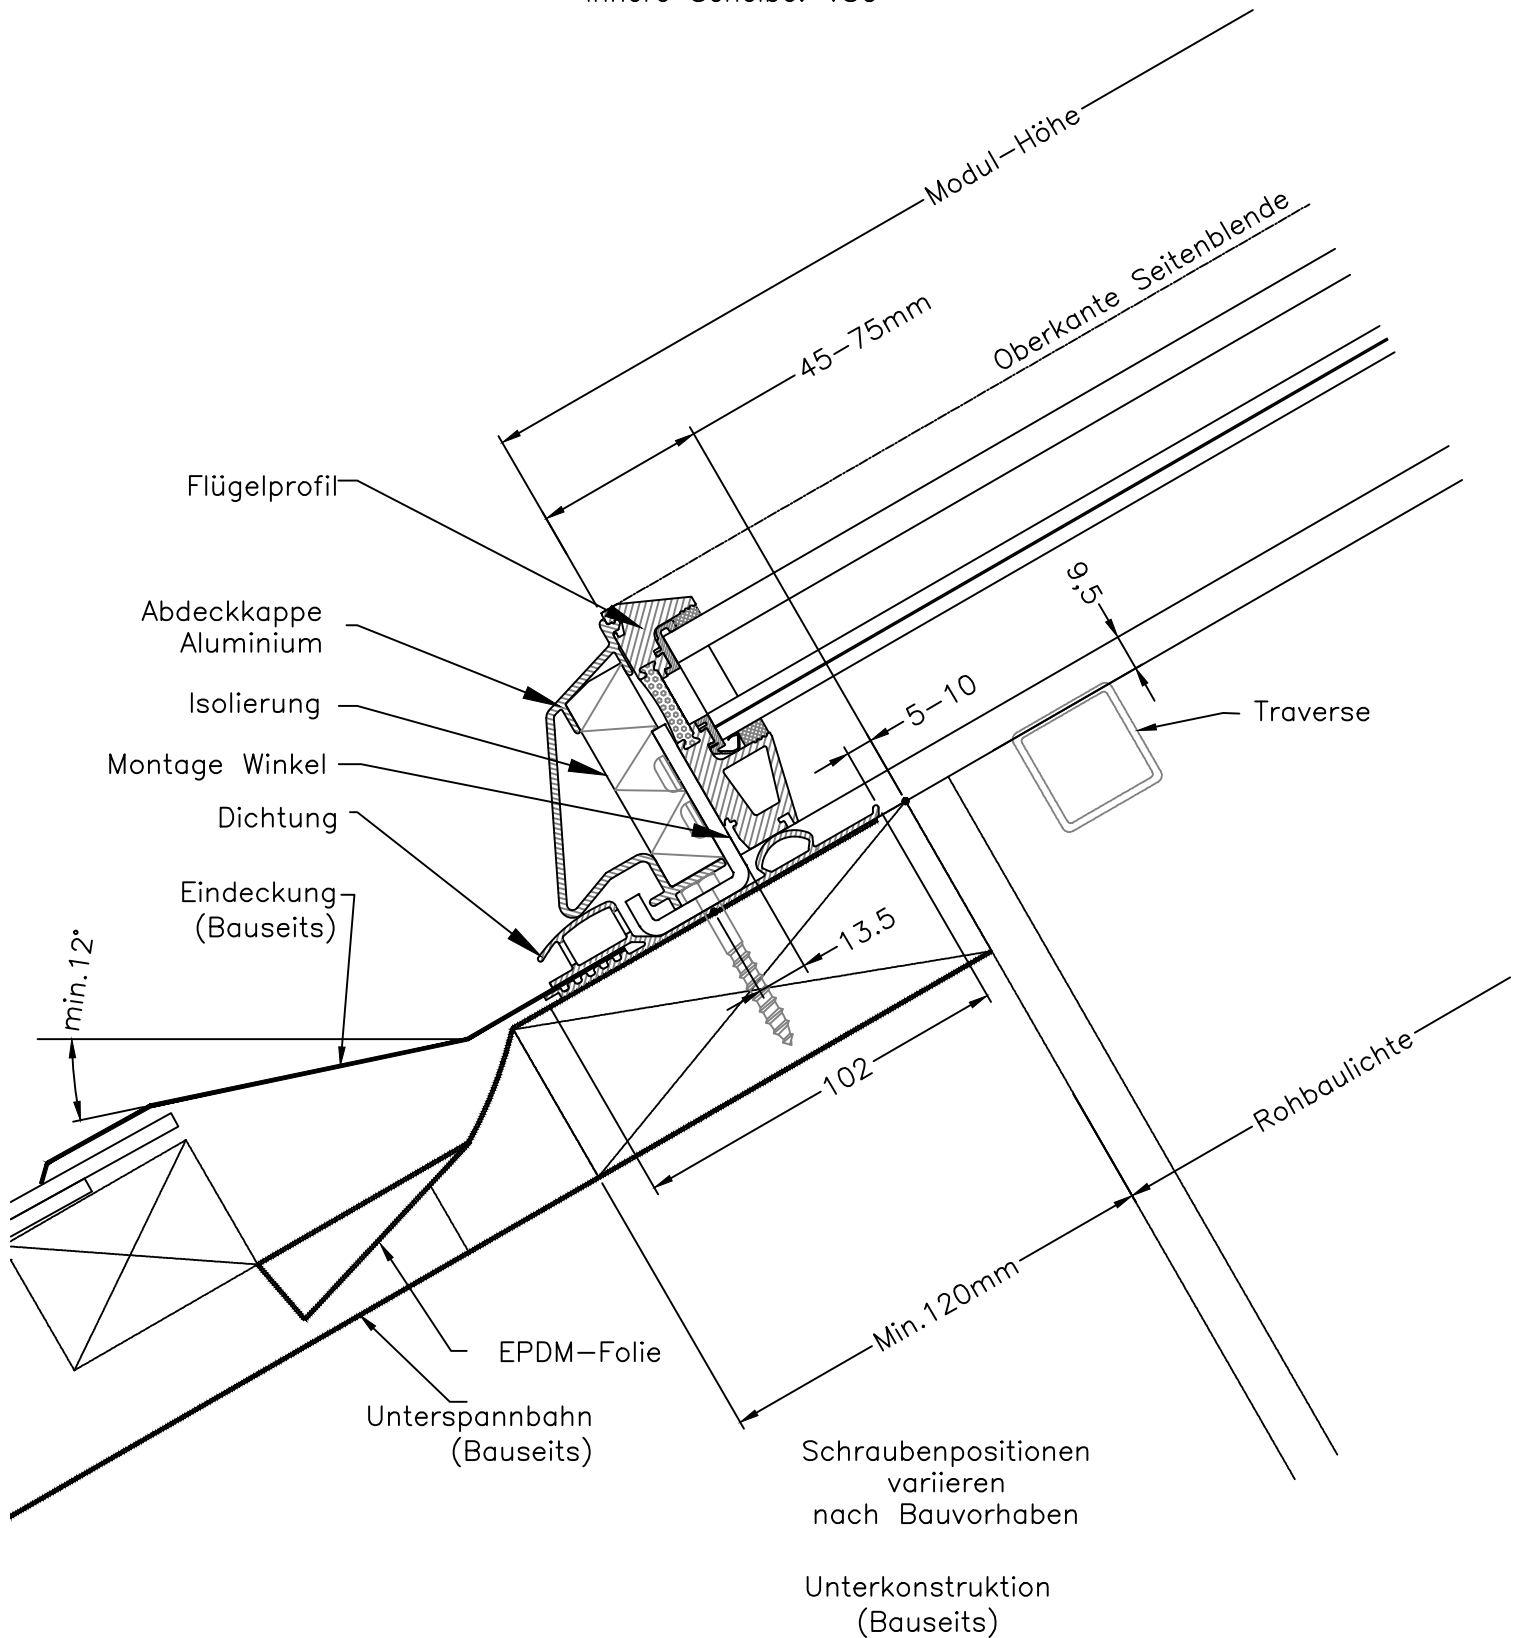 Modul-Höhe
Oberkante Seitenblende
45-75mm
Flügelprofil
9,5
Abdeckkappe
Aluminium
5-10
Isolierung
Traverse
Montage Winkel
Dichtung
Eindeckung
(Bauseits)
13.5
min.12°
102
Rohbaulichte
Min.120mm
EPDM-Folie
Unterspannbahn
(Bauseits)
Schraubenpositionen
variieren
nach Bauvorhaben
Unterkonstruktion
(Bauseits)